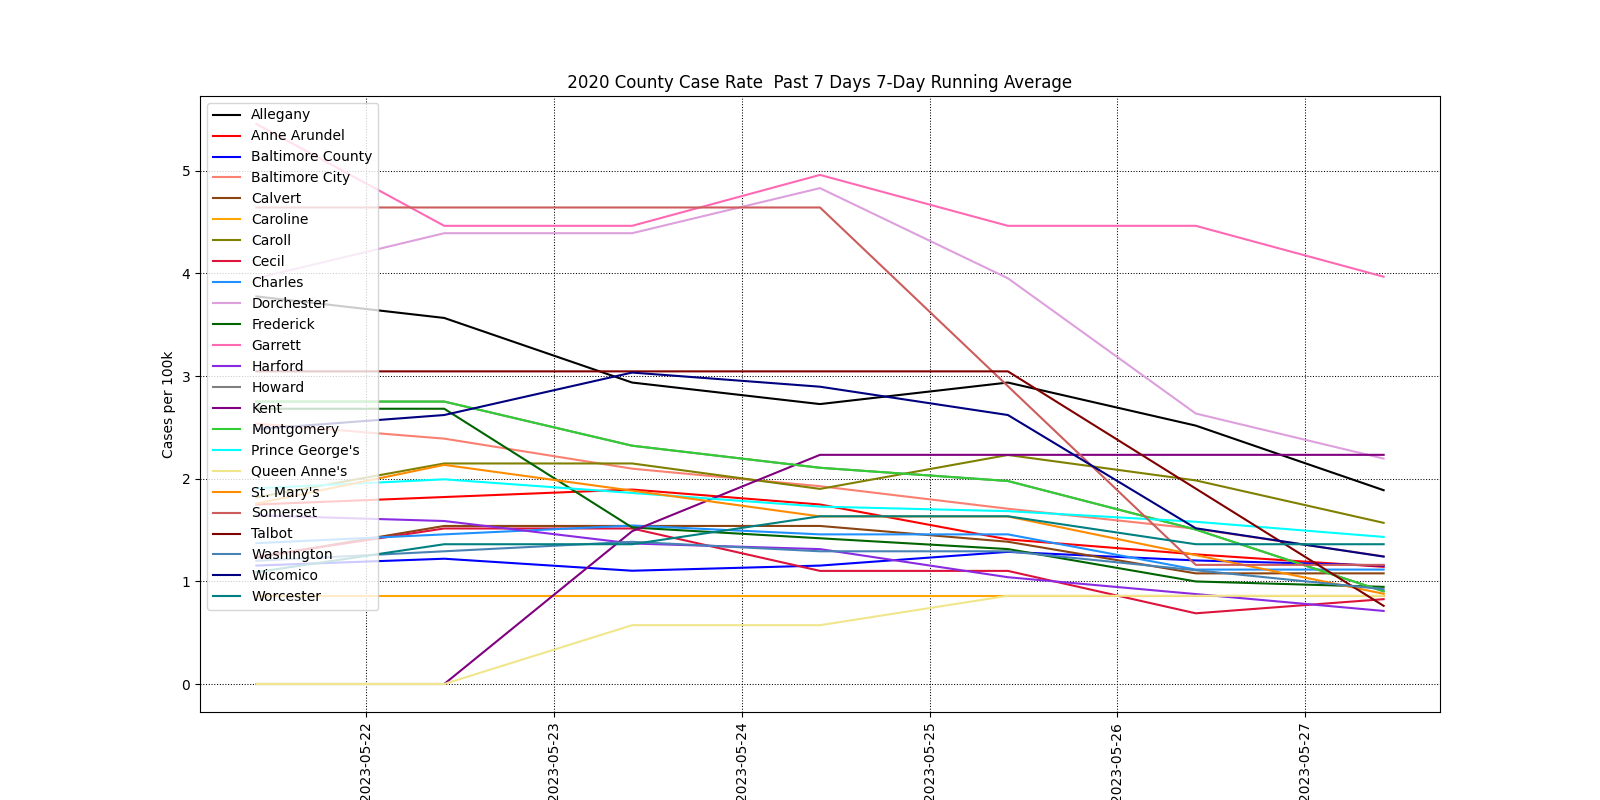 2020 County Case Rate  Past 7 Days 7-Day Running Average
Allegany
Anne Arundel
Baltimore County
Baltimore City
Calvert
Caroline
Caroll
Cecil
Charles
Dorchester
Frederick
Garrett
Harford
Howard
Kent
Montgomery
Prince George's
Queen Anne's
St. Mary's
Somerset
Talbot
Washington
Wicomico
Worcester
Cases per 100k
5
4
3
2
1
0
2023-05-22
2023-05-23
2023-05-24
2023-05-25
2023-05-26
2023-05-27